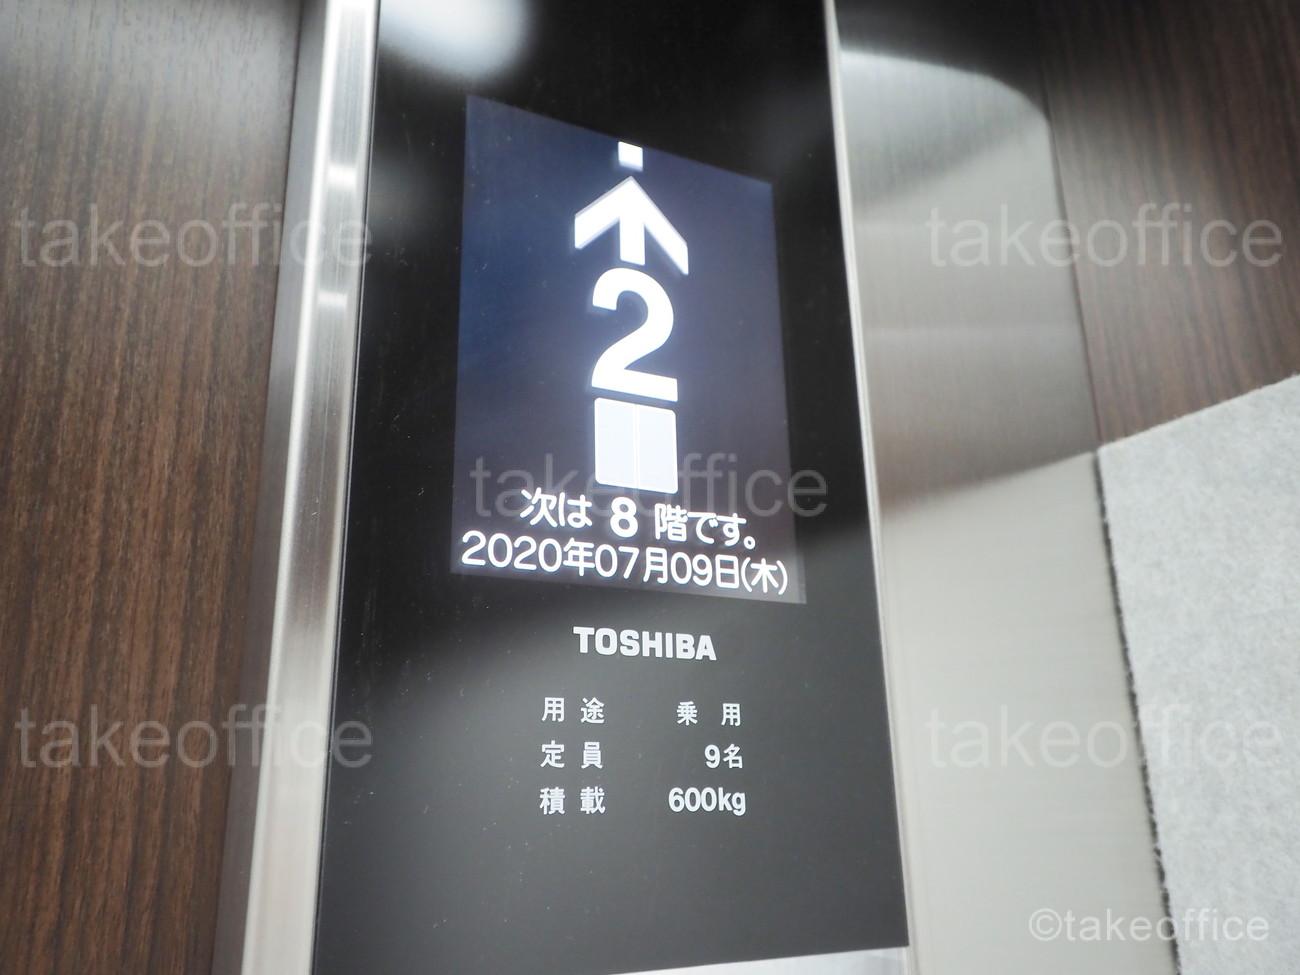 takeoffice
takeoffice
2
takeoffice
次は 8 階です。
2020年07月09日(木)
TOSHIBA
用途 乗用
定員 9名
積載 600kg
takeoffice
takeoffice
©takeoffice